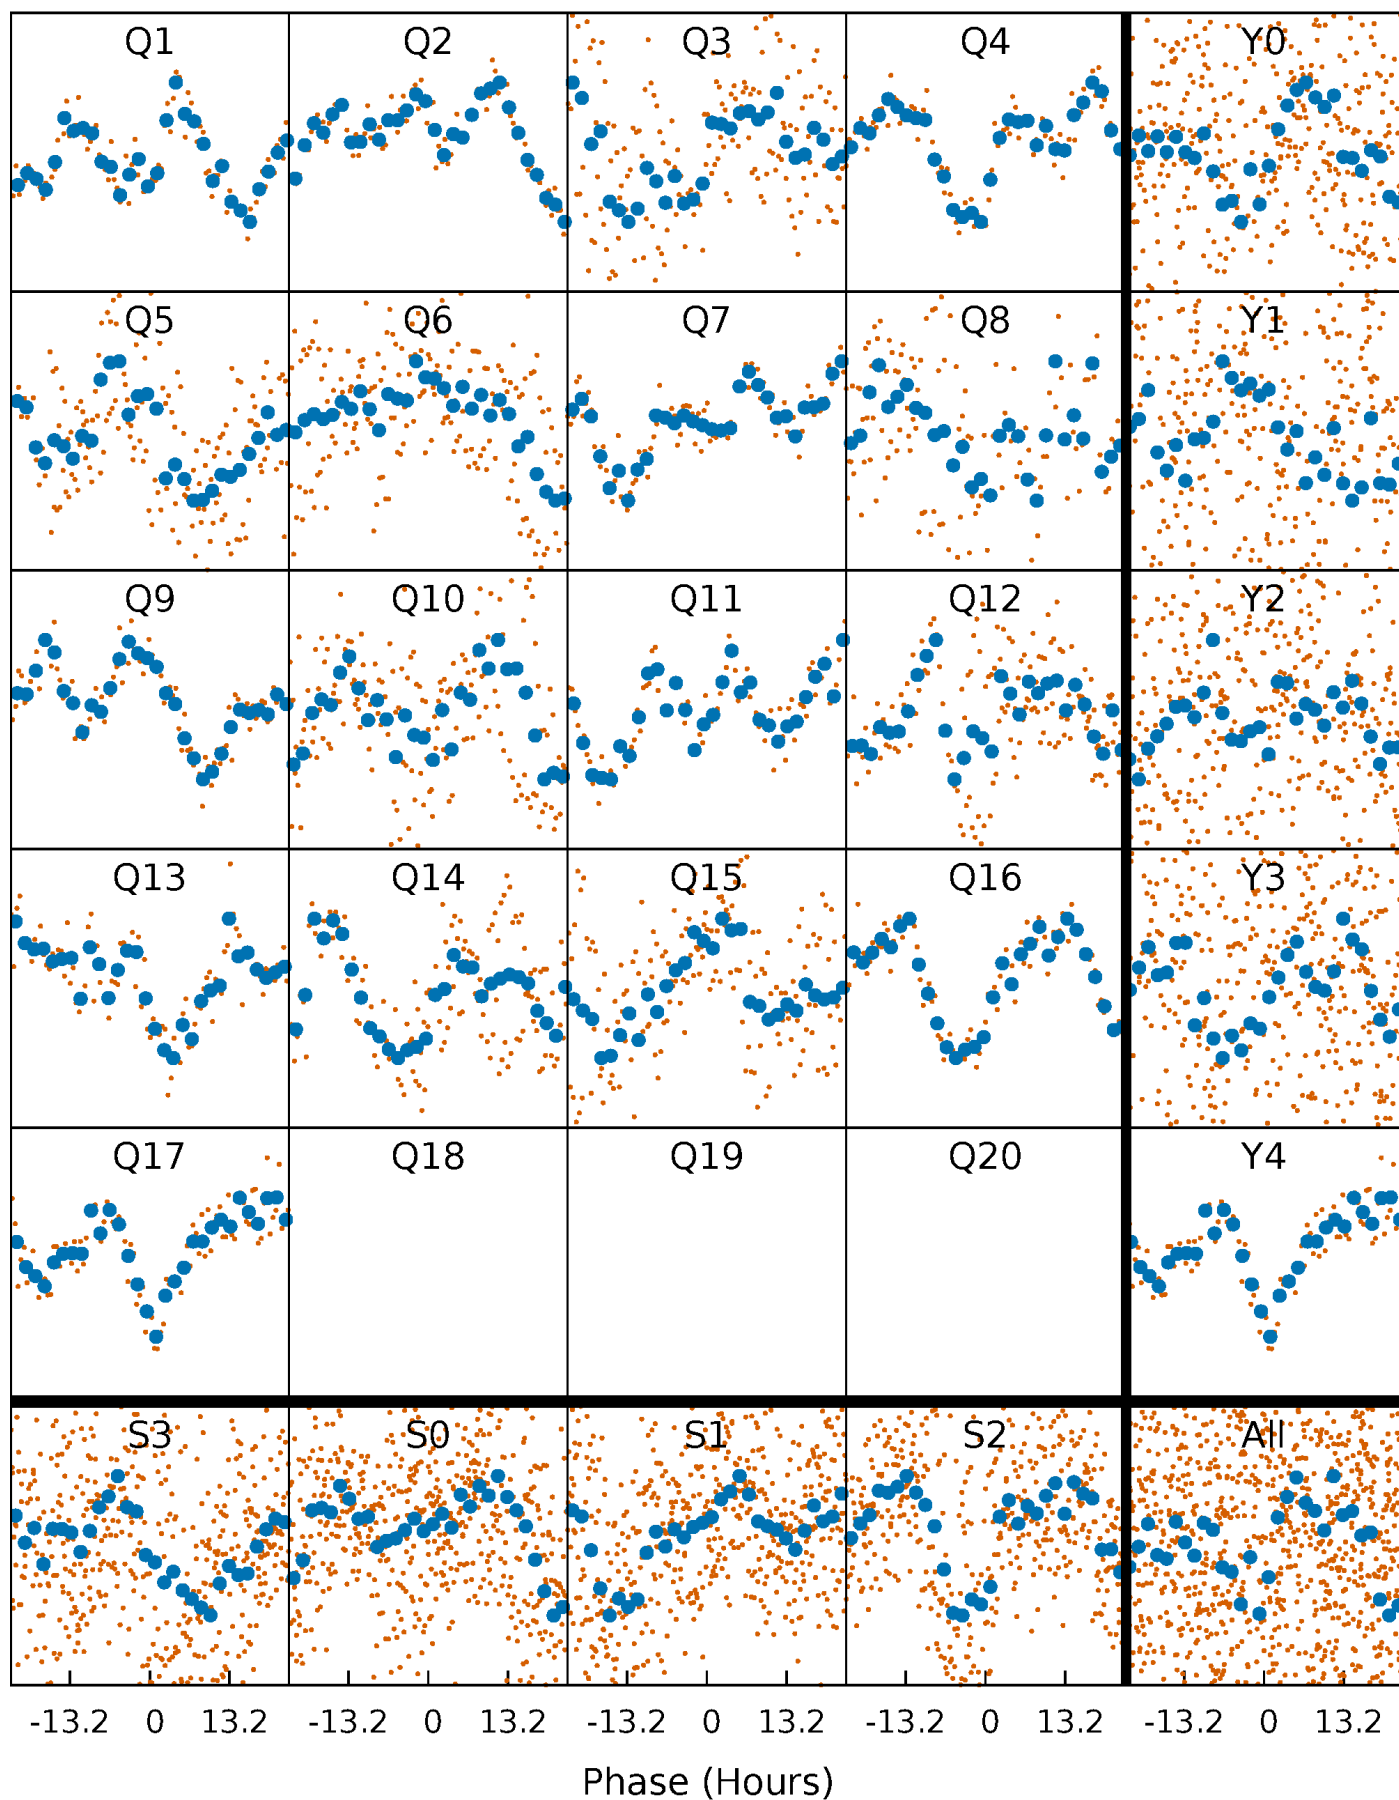 Q1 Q2 Q3 Q4 Y0
Q5 Q6 Q7 Q8 Y1
Q9 Q10 Q11 Q12 Y2
Q13 Q14 Q15 Q16 Y3
Q17 Q18 Q19 Q20 Y4
S3 S0 S1 S2 All
-13.2 0 13.2 -13.2 0 13.2 -13.2 0 13.2 -13.2 0 13.2 -13.2 0 13.2
Phase (Hours)